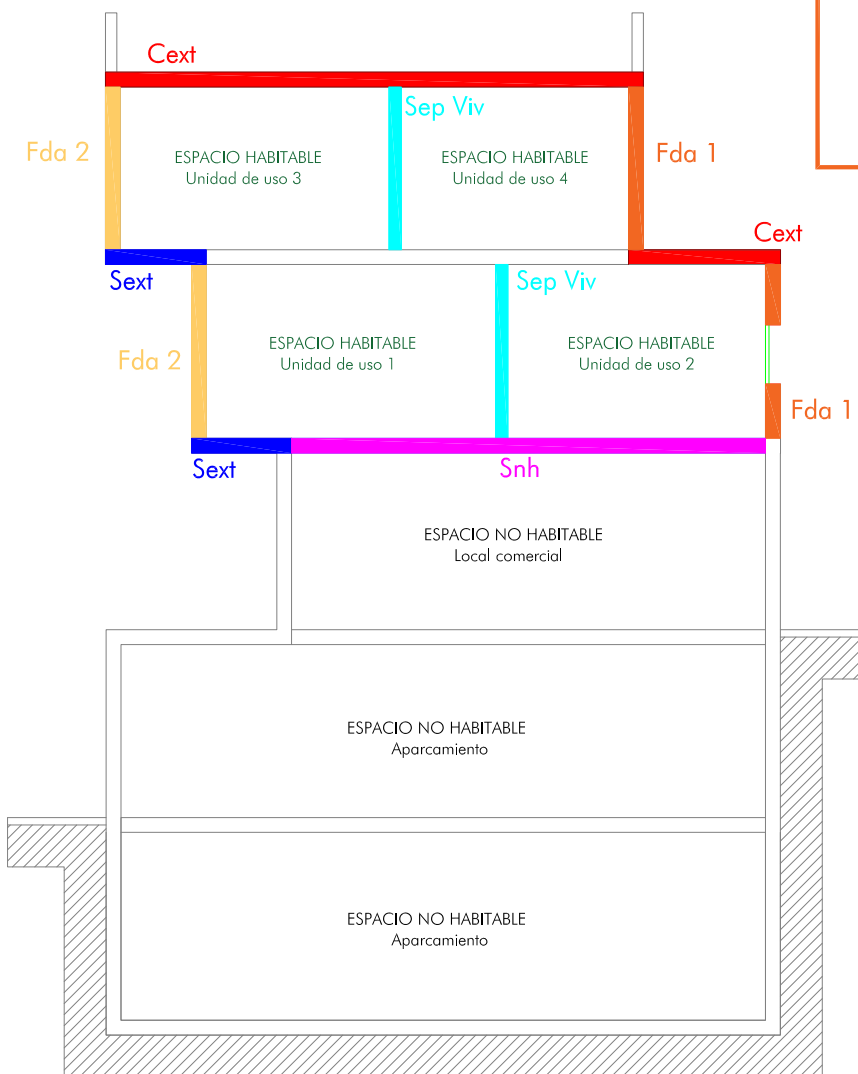 Cext
Sep Viv
Fda 2
ESPACIO HABITABLE
Unidad de uso 3
ESPACIO HABITABLE
Unidad de uso 4
Fda 1
Cext
Sext
Sep Viv
Fda 2
ESPACIO HABITABLE
Unidad de uso 1
ESPACIO HABITABLE
Unidad de uso 2
Fda 1
Sext
Snh
ESPACIO NO HABITABLE
Local comercial
ESPACIO NO HABITABLE
Aparcamiento
ESPACIO NO HABITABLE
Aparcamiento